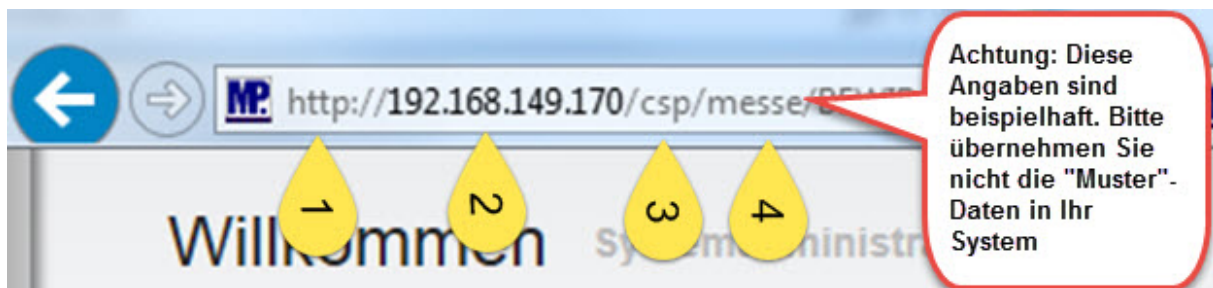 MP.
http://192.168.149.170/csp/messe/
1
2
3
4
Willkommen
Achtung: Diese
Angaben sind
beispielhaft. Bitte
übernehmen Sie
nicht die "Muster"-
Daten in Ihr
System